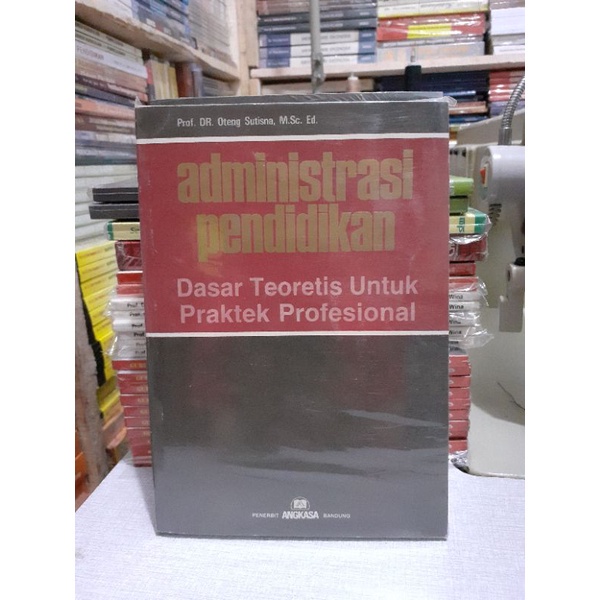 Prof. DR. Oteng Sutisna, M.Sc. Ed.
administrasi
pendidikan
Dasar Teoretis Untuk
Praktek Profesional
PENERBIT ANGKASA BANDUNG